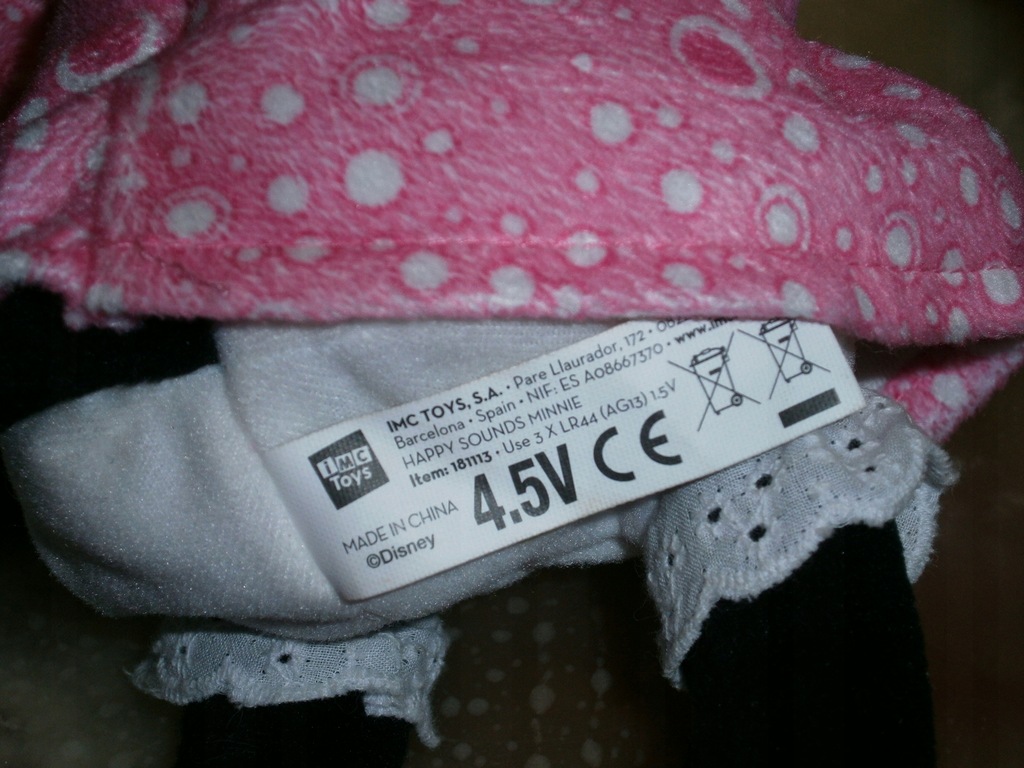 iMC
Toys
IMC TOYS, S.A. • Pare Llaurador, 172 •
Barcelona • Spain • NIF: ES A08667370 •
HAPPY SOUNDS MINNIE
Item: 181113 • Use 3 X LR44 (AG13) 1.5V
MADE IN CHINA 4.5V CE
©Disney